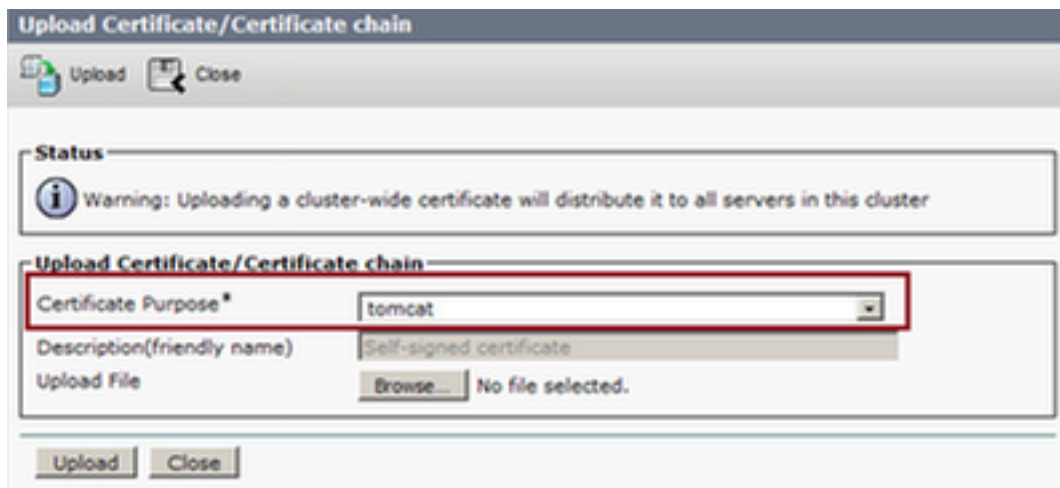 Upload Certificate/Certificate chain
Upload Close
Status
Warning: Uploading a cluster-wide certificate will distribute it to all servers in this cluster
Upload Certificate/Certificate chain
Certificate Purpose* tomcat
Description(friendly name) Self-signed certificate
Upload File Browse... No file selected.
Upload Close